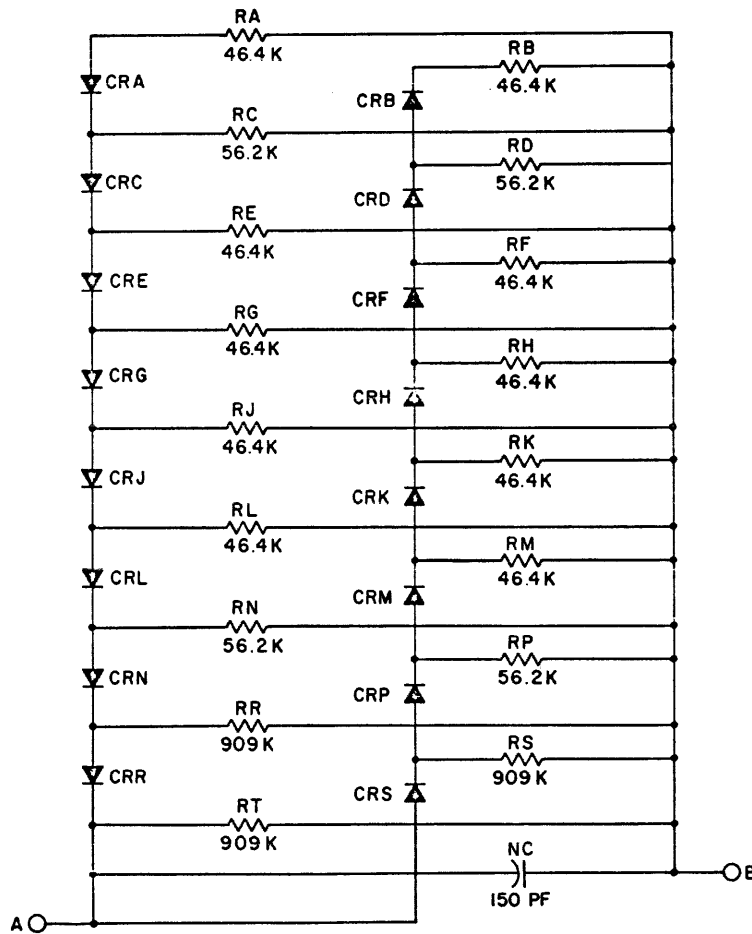 RA
46.4K
RB
46.4K
CRA
CRB
RC
56.2K
RD
56.2K
CRC
CRD
RE
46.4K
RF
46.4K
CRE
CRF
RG
46.4K
RH
46.4K
CRG
CRH
RJ
46.4K
RK
46.4K
CRJ
CRK
RL
46.4K
RM
46.4K
CRL
CRM
RN
56.2K
RP
56.2K
CRN
CRP
RR
909K
RS
909K
CRR
CRS
RT
909K
NC
150 PF
B
A